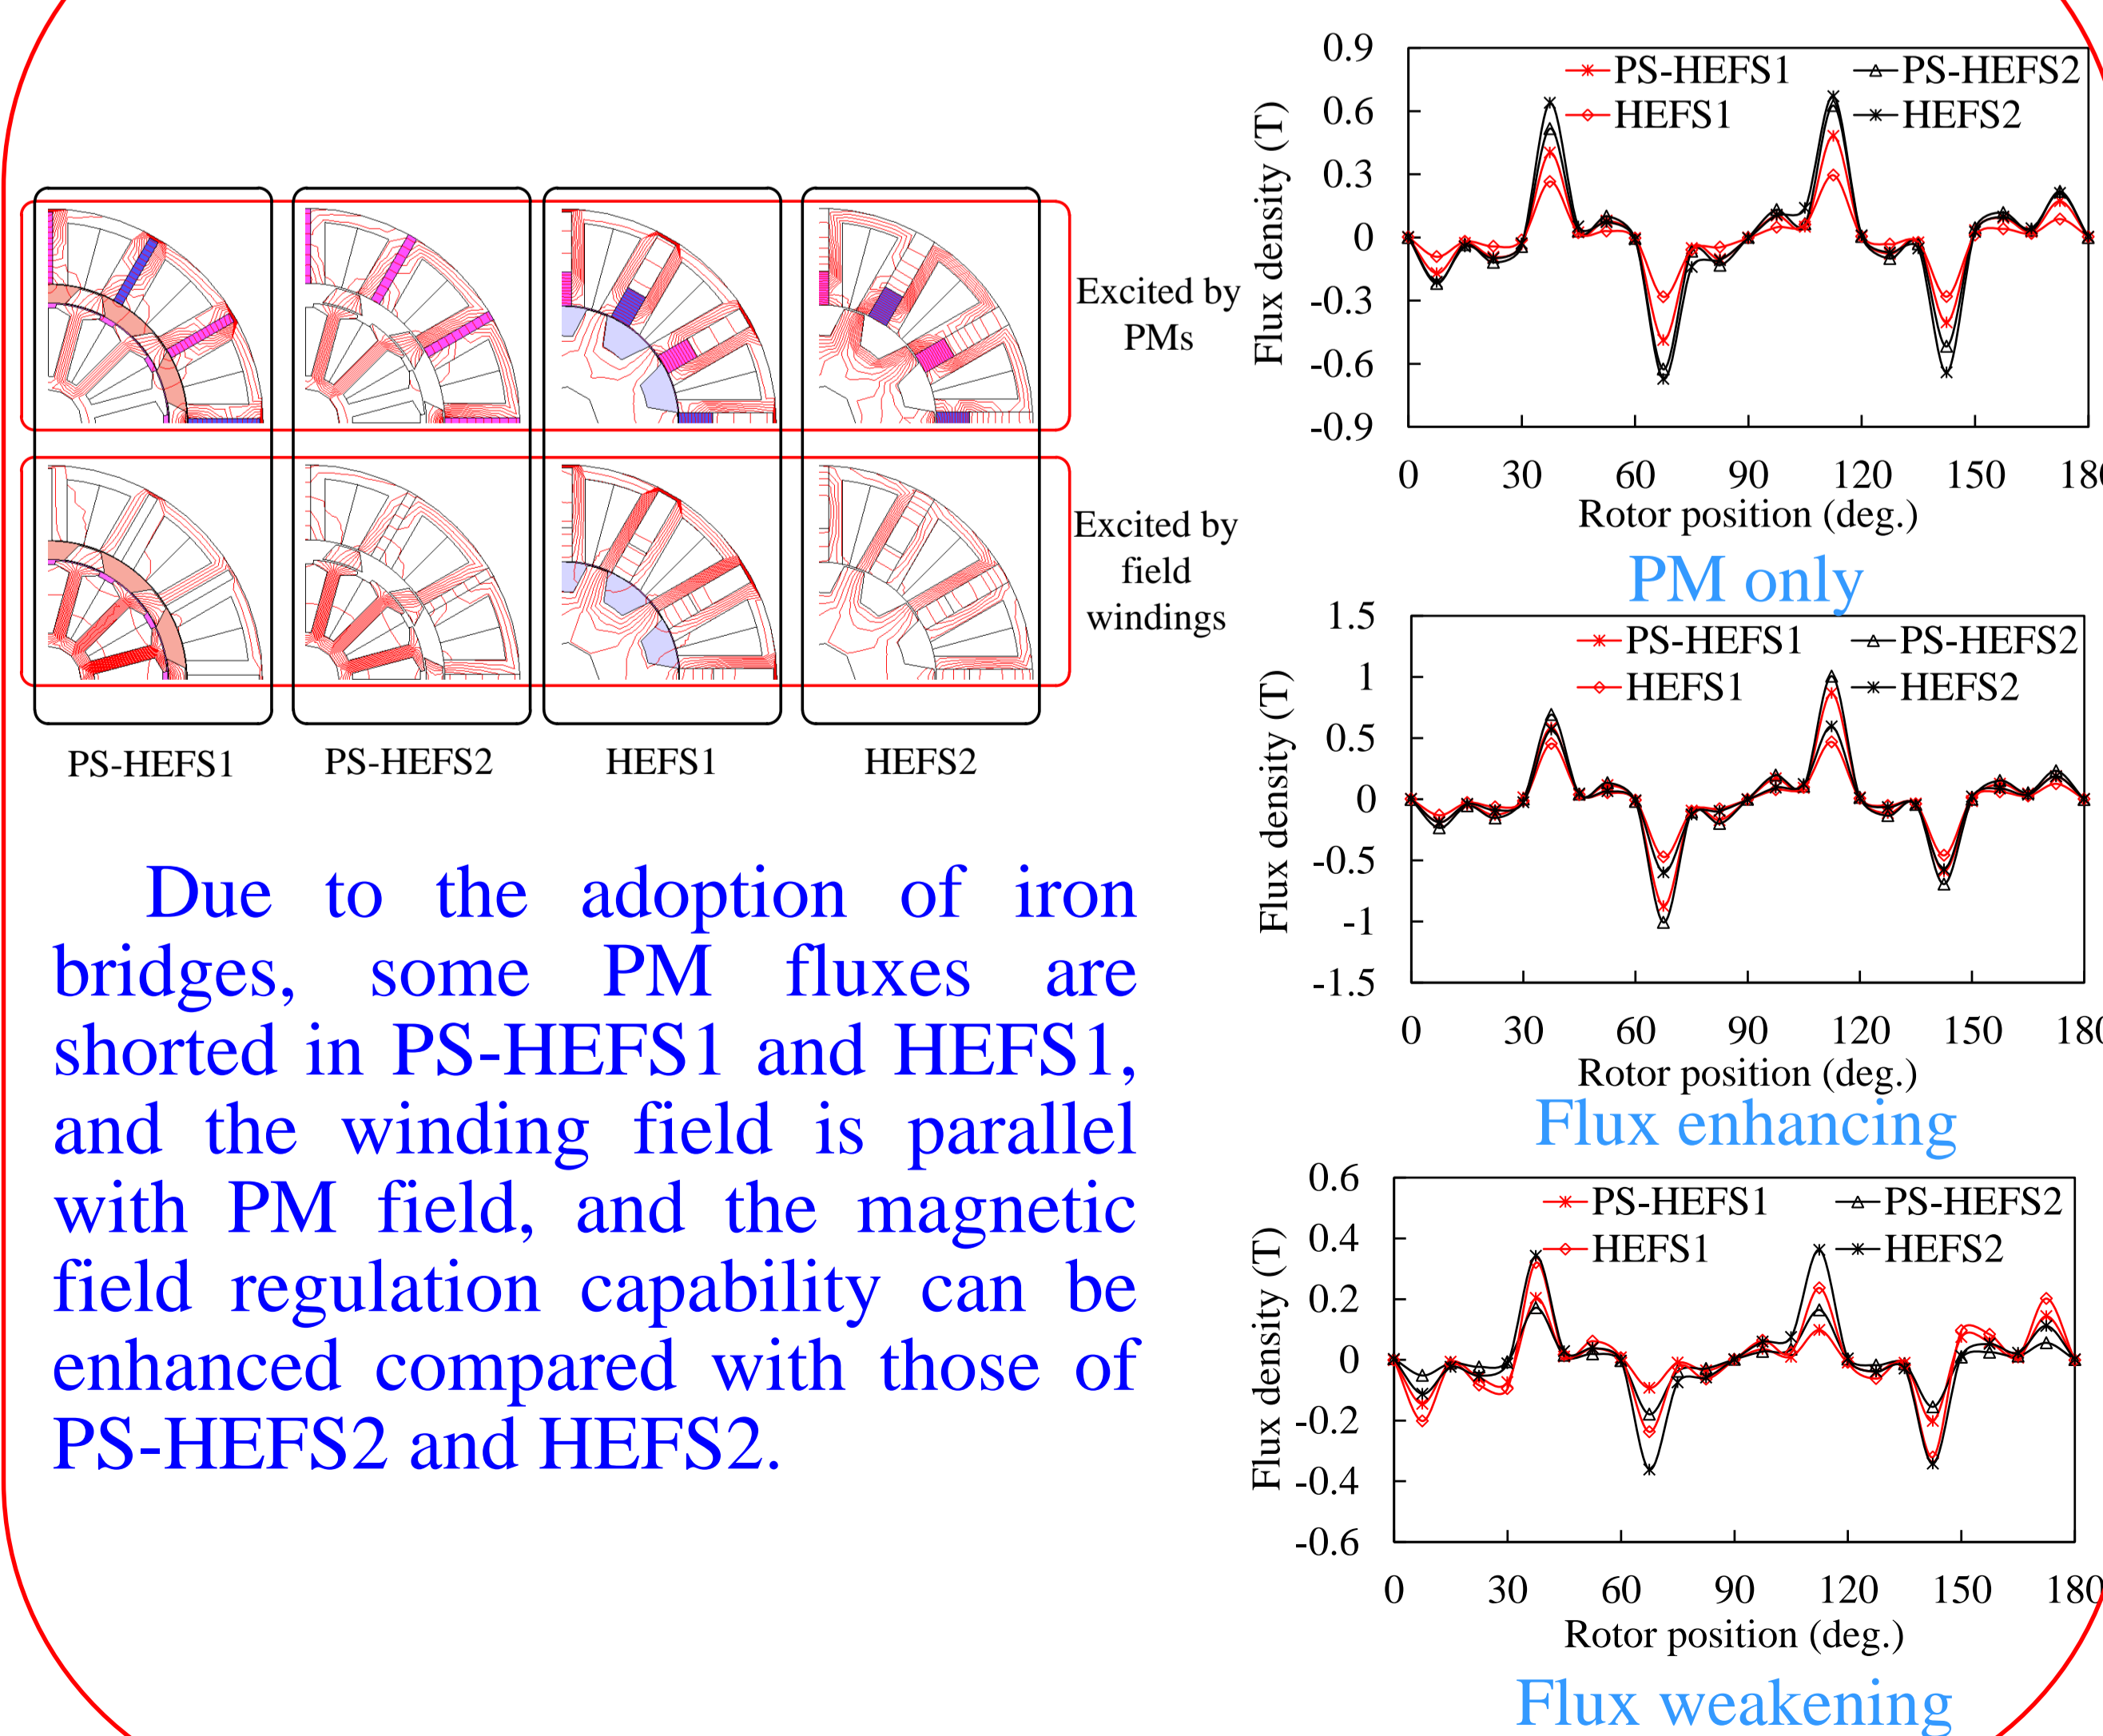 Excited by
PMs
Excited by
field
windings
PS-HEFS1
PS-HEFS2
HEFS1
HEFS2
Due to the adoption of iron
bridges, some PM fluxes are
shorted in PS-HEFS1 and HEFS1,
and the winding field is parallel
with PM field, and the magnetic
field regulation capability can be
enhanced compared with those of
PS-HEFS2 and HEFS2.
Flux density (T)
0.9
0.6
0.3
0
-0.3
-0.6
-0.9
PS-HEFS1
PS-HEFS2
HEFS1
HEFS2
0 30 60 90 120 150 180
Rotor position (deg.)
PM only
Flux density (T)
1.5
1
0.5
0
-0.5
-1
-1.5
PS-HEFS1
PS-HEFS2
HEFS1
HEFS2
0 30 60 90 120 150 180
Rotor position (deg.)
Flux enhancing
Flux density (T)
0.6
0.4
0.2
0
-0.2
-0.4
-0.6
PS-HEFS1
PS-HEFS2
HEFS1
HEFS2
0 30 60 90 120 150 180
Rotor position (deg.)
Flux weakening